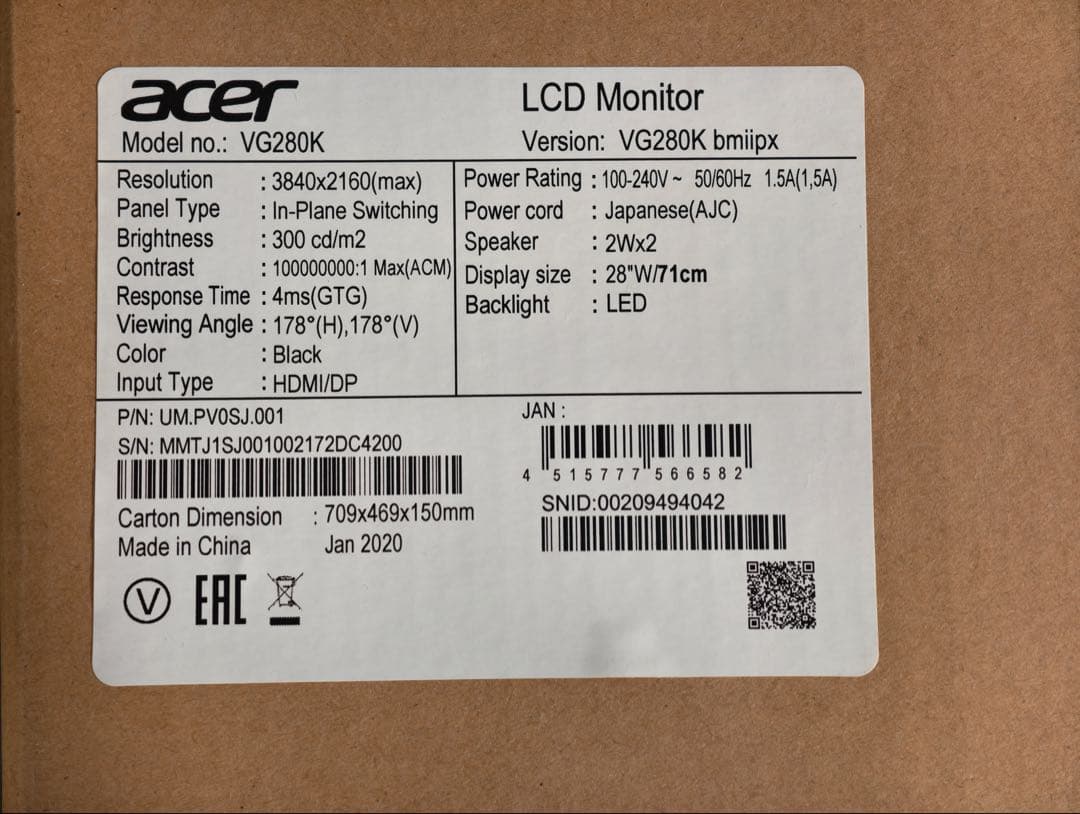 acer
LCD Monitor
Model no.: VG280K
Version: VG280K bmiipx
Resolution : 3840x2160(max)
Panel Type : In-Plane Switching
Brightness : 300 cd/m2
Contrast : 100000000:1 Max(ACM)
Response Time : 4ms(GTG)
Viewing Angle : 178°(H),178°(V)
Color : Black
Input Type : HDMI/DP
Power Rating : 100-240V ~ 50/60Hz 1.5A(1,5A)
Power cord : Japanese(AJC)
Speaker : 2Wx2
Display size : 28"W/71cm
Backlight : LED
P/N: UM.PV0SJ.001
S/N: MMTJ1SJ001002172DC4200
Carton Dimension : 709x469x150mm
Made in China Jan 2020
V EAC
JAN :
4 515777 566582
SNID:00209494042